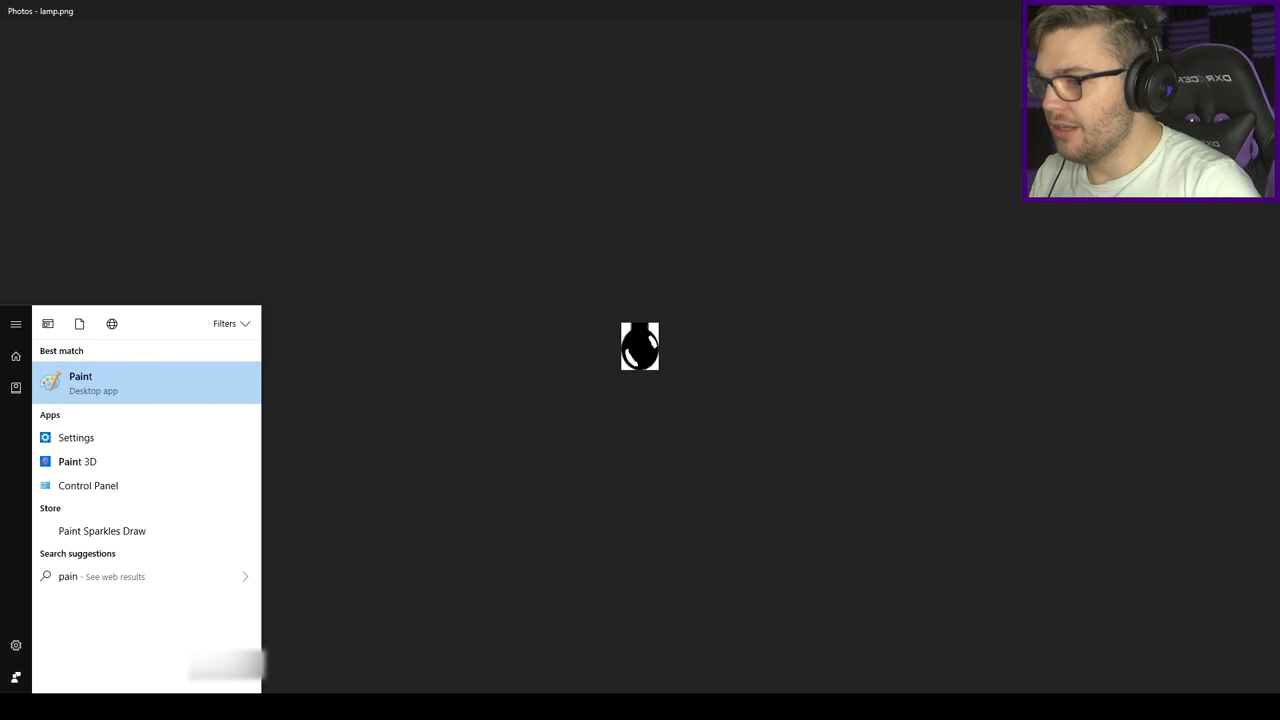 Photos - lamp.png
DXRACER
Filters
Best match
Paint
Desktop app
Apps
Settings
Paint 3D
Control Panel
Store
Paint Sparkles Draw
Search suggestions
pain - See web results